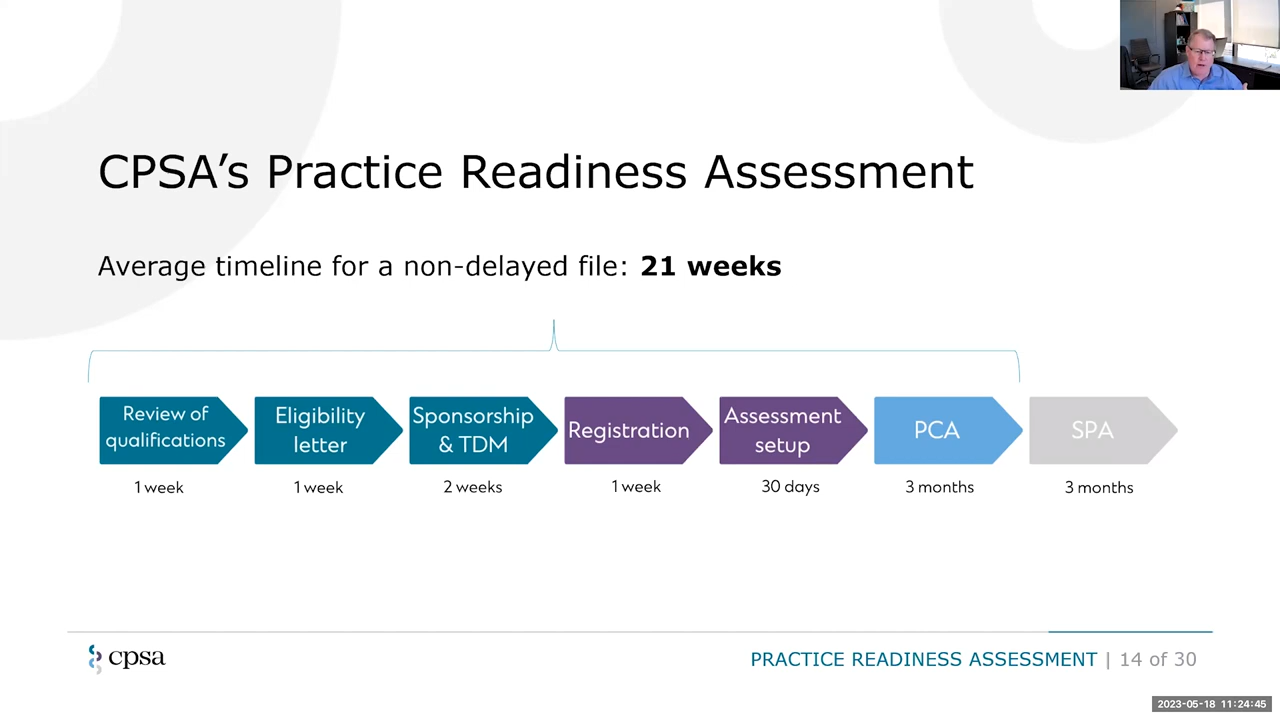 CPSA’s Practice Readiness Assessment
Average timeline for a non-delayed file: 21 weeks
Review of
qualifications
Eligibility
letter
Sponsorship
& TDM
Registration
Assessment
setup
PCA
SPA
1 week
1 week
2 weeks
1 week
30 days
3 months
3 months
cpsa
PRACTICE READINESS ASSESSMENT | 14 of 30
2023-05-18 11:24:45